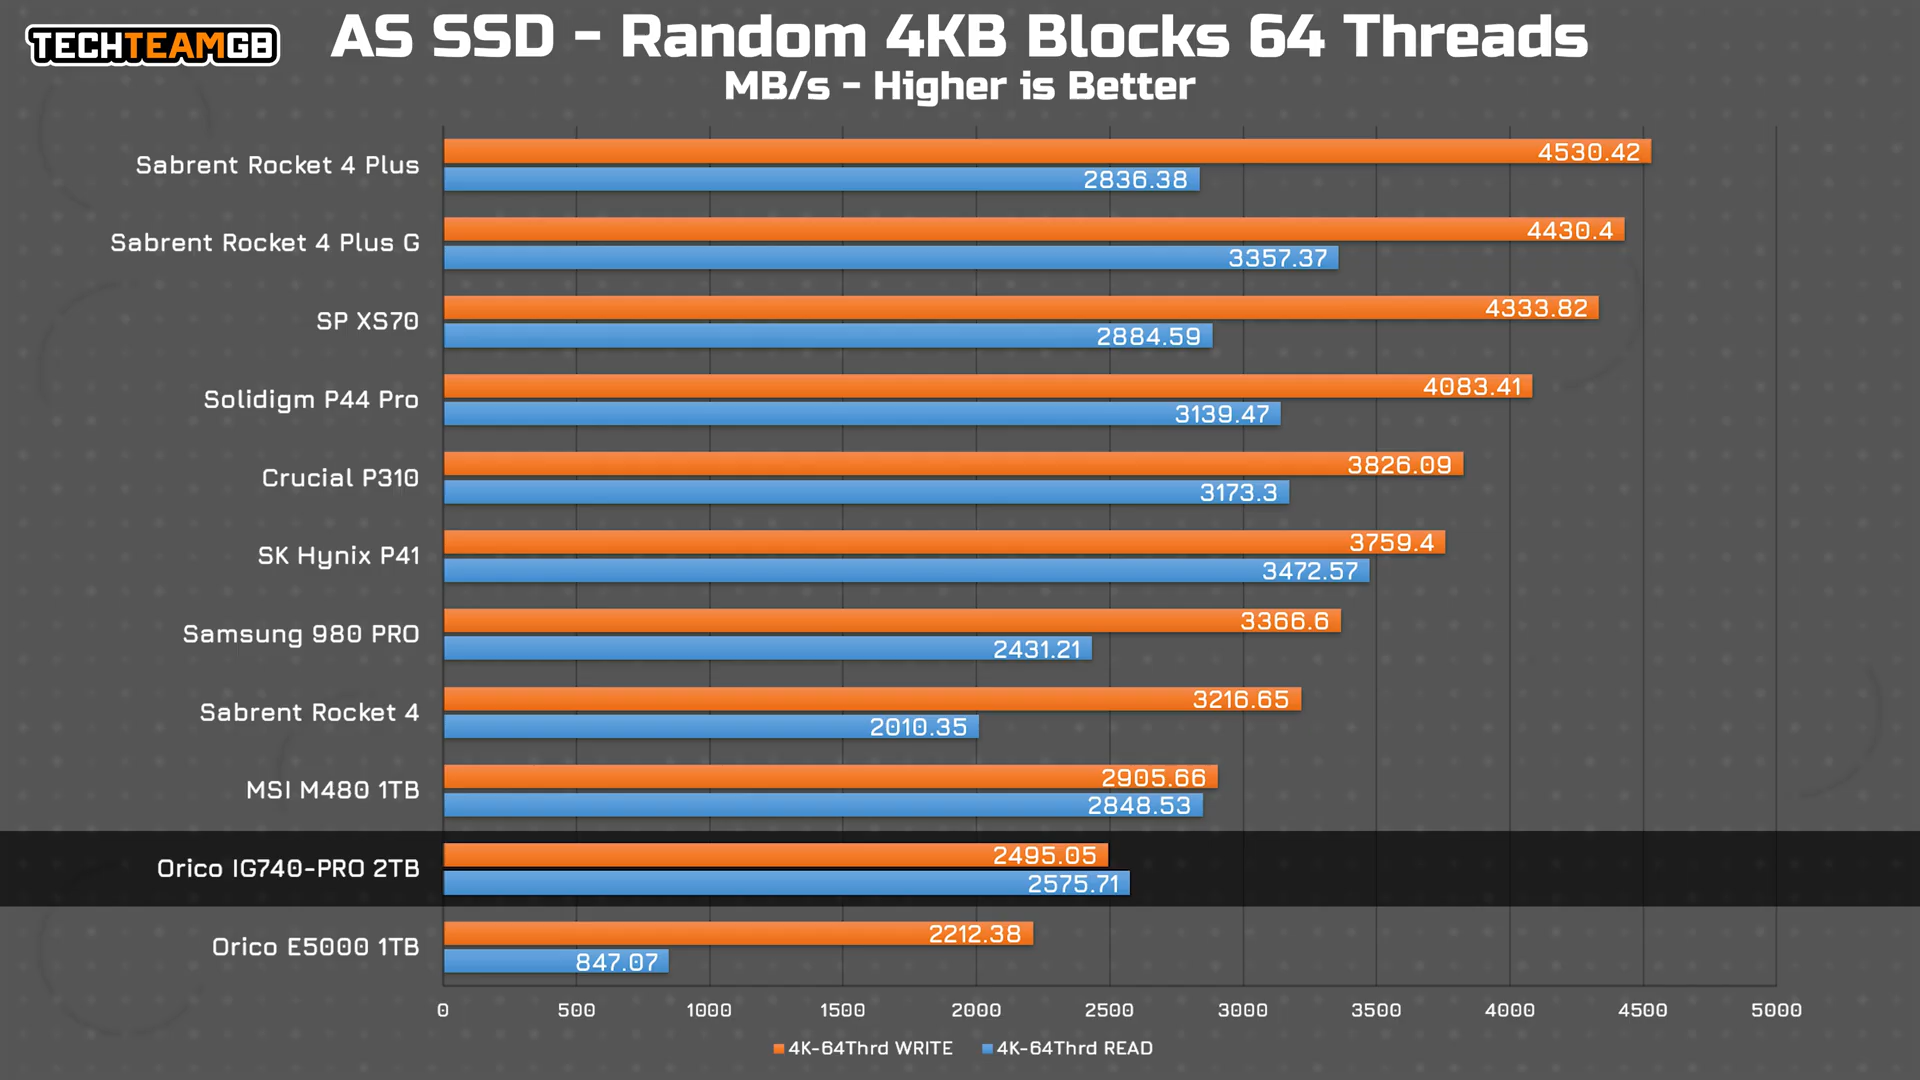 TECHTEAMGB
AS SSD - Random 4KB Blocks 64 Threads
MB/s - Higher is Better
Sabrent Rocket 4 Plus
4530.42
2836.38
Sabrent Rocket 4 Plus G
4430.4
3357.37
SP XS70
4333.82
2884.59
Solidigm P44 Pro
4083.41
3139.47
Crucial P310
3826.09
3173.3
SK Hynix P41
3759.4
3472.57
Samsung 980 PRO
3366.6
2431.21
Sabrent Rocket 4
3216.65
2010.35
MSI M480 1TB
2905.66
2848.53
Orico IG740-PRO 2TB
2495.05
2575.71
Orico E5000 1TB
2212.38
847.07
0 500 1000 1500 2000 2500 3000 3500 4000 4500 5000
4K-64Thrd WRITE 4K-64Thrd READ